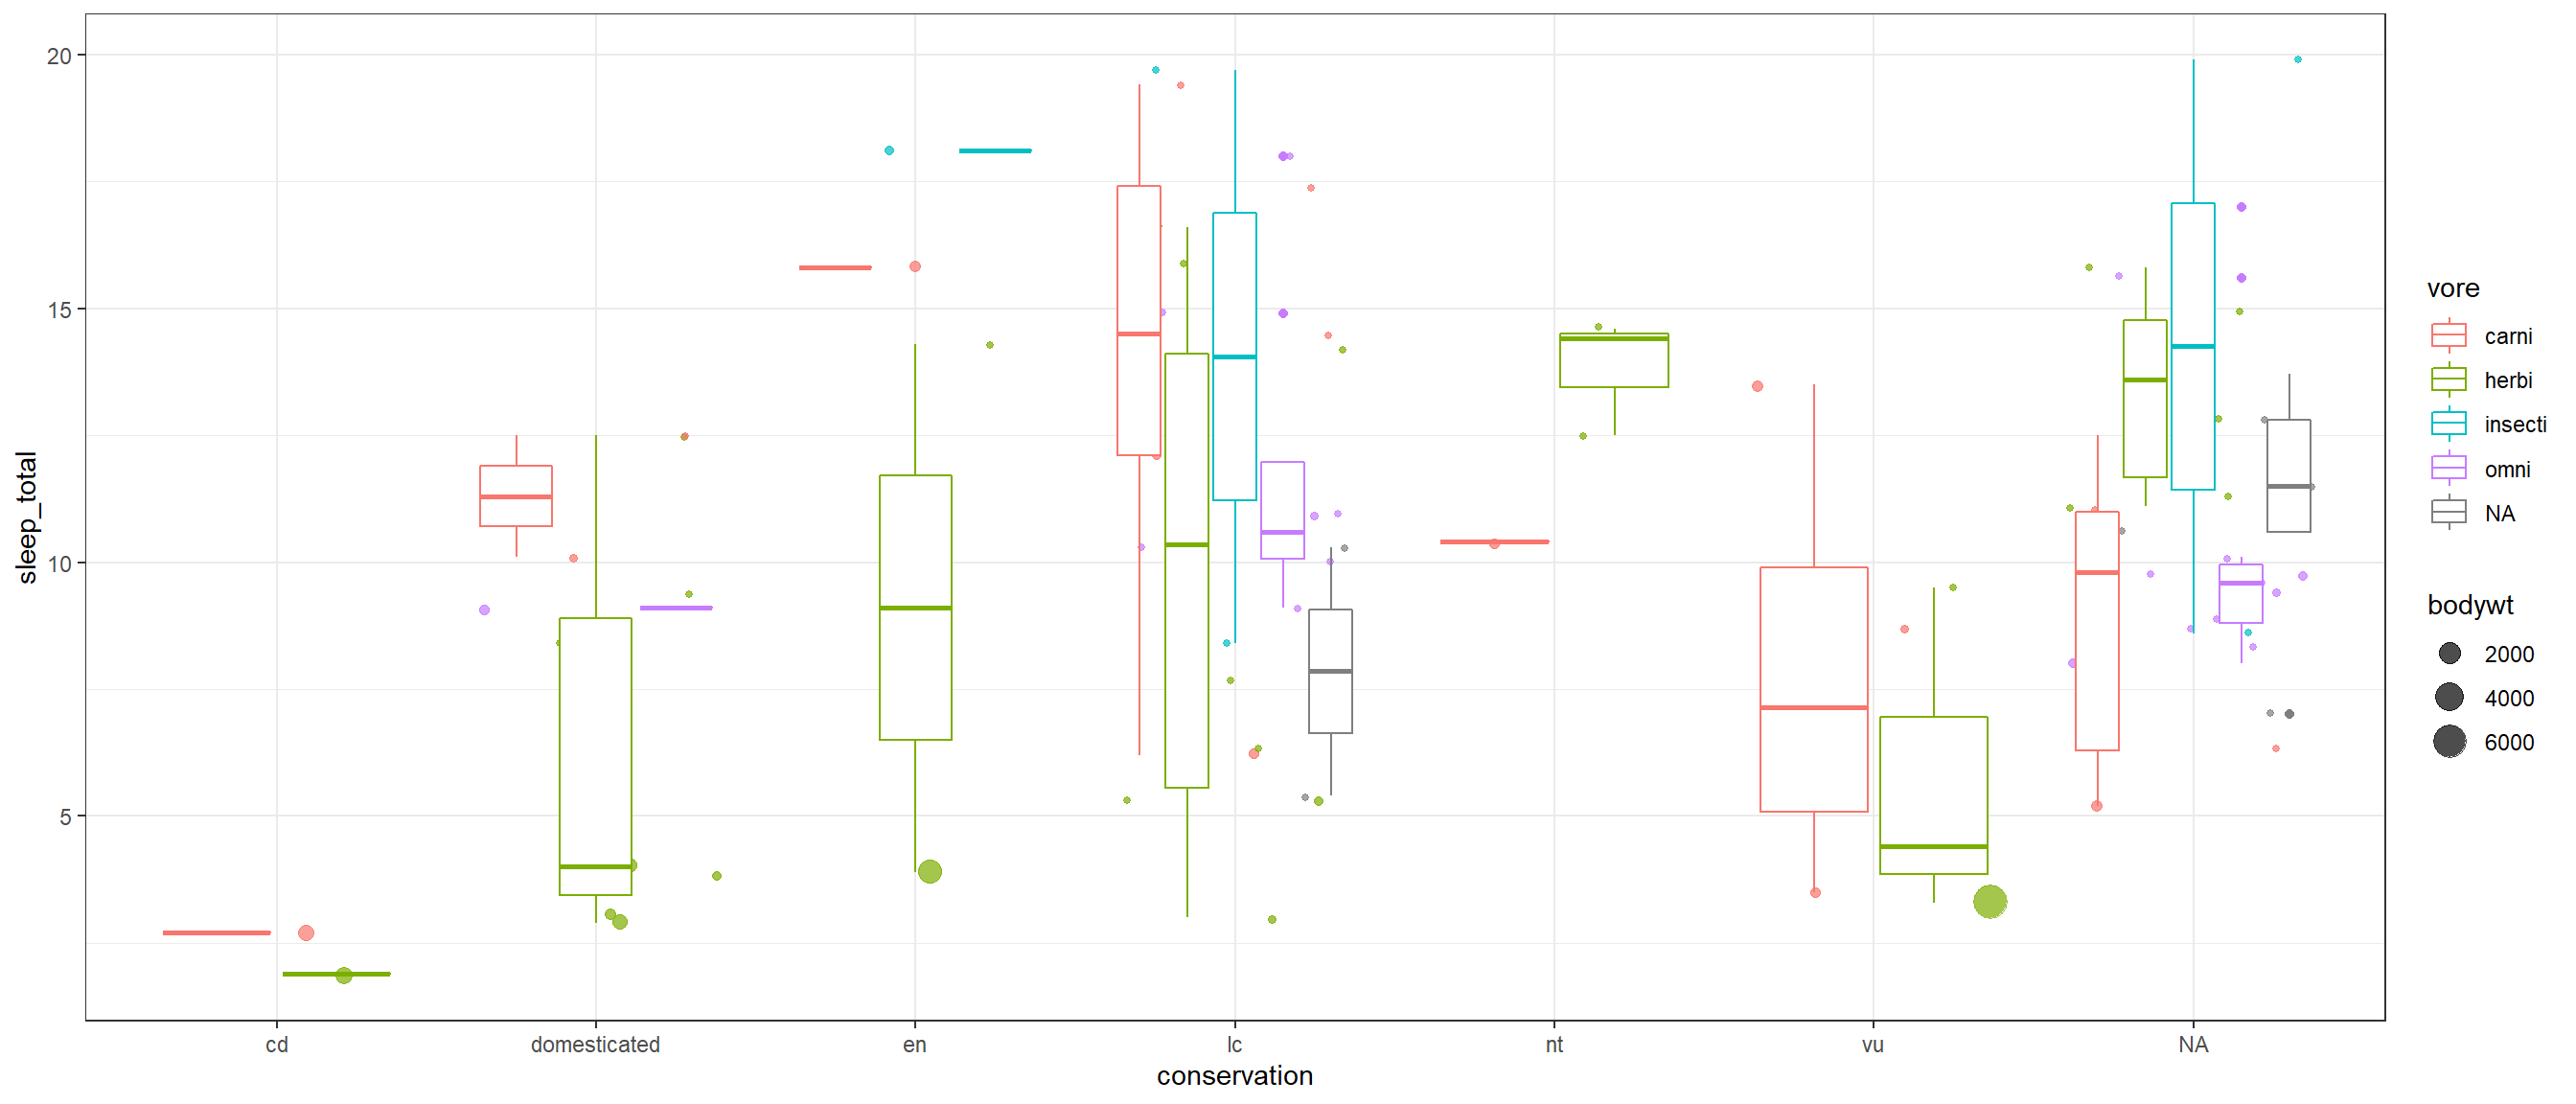 20
15
10
5
sleep_total
cd domesticated en lc nt vu NA
conservation
vore
carni
herbi
insecti
omni
NA
bodywt
2000
4000
6000